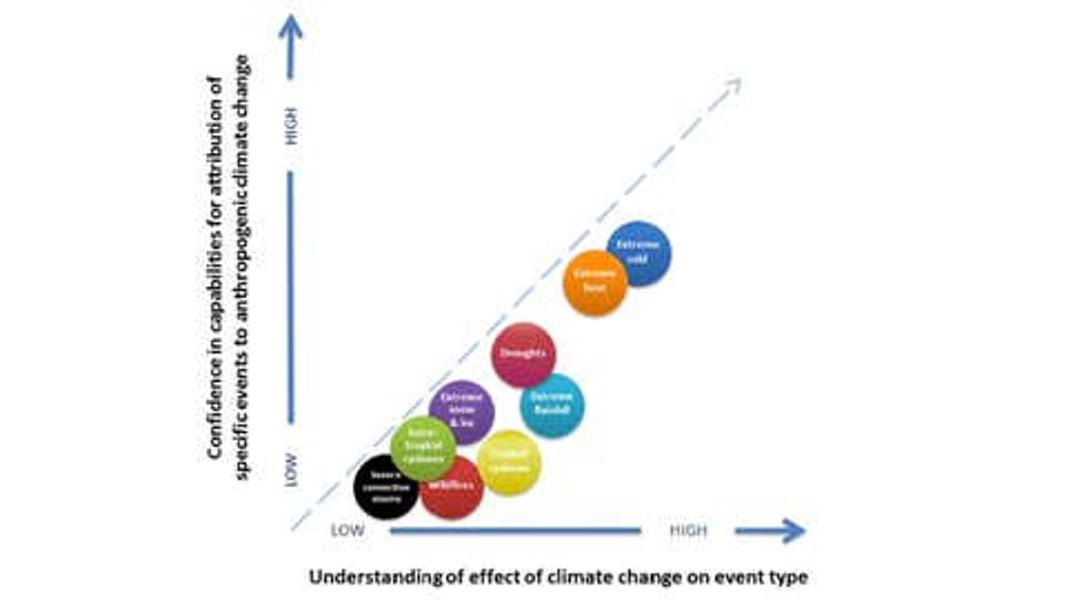 Confidence in capabilities for attribution of
specific events to anthropogenic climate change
HIGH
LOW
Extreme
cold
Extreme
heat
Droughts
Extreme
Rainfall
Extreme
snow
& ice
Extra-
tropical
cyclones
Tropical
cyclones
Severe
convective
storms
Wildfires
LOW
HIGH
Understanding of effect of climate change on event type